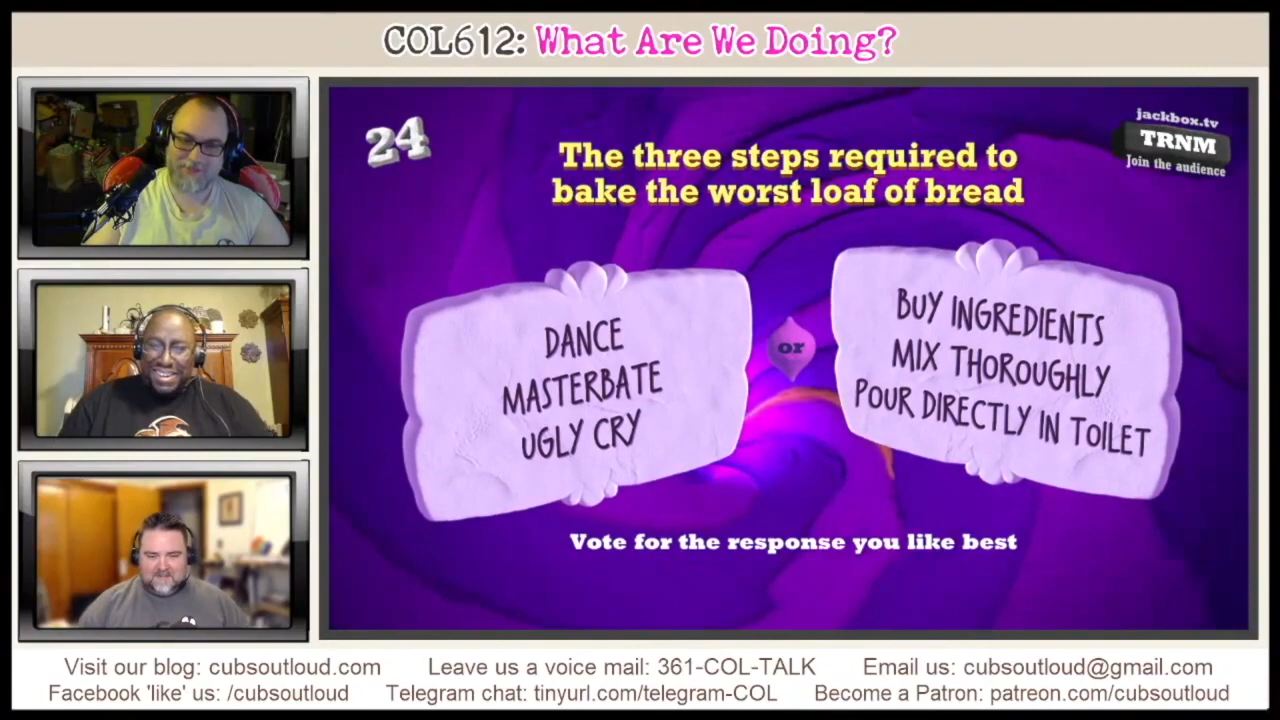 COL612: What Are We Doing?
24
jackbox.tv
TRNM
Join the audience
The three steps required to
bake the worst loaf of bread
DANCE
MASTERBATE
UGLY CRY
or
BUY INGREDIENTS
MIX THOROUGHLY
POUR DIRECTLY IN TOILET
Vote for the response you like best
Visit our blog: cubsoutloud.com
Leave us a voice mail: 361-COL-TALK
Email us: cubsoutloud@gmail.com
Facebook 'like' us: /cubsoutloud
Telegram chat: tinyurl.com/telegram-COL
Become a Patron: patreon.com/cubsoutloud